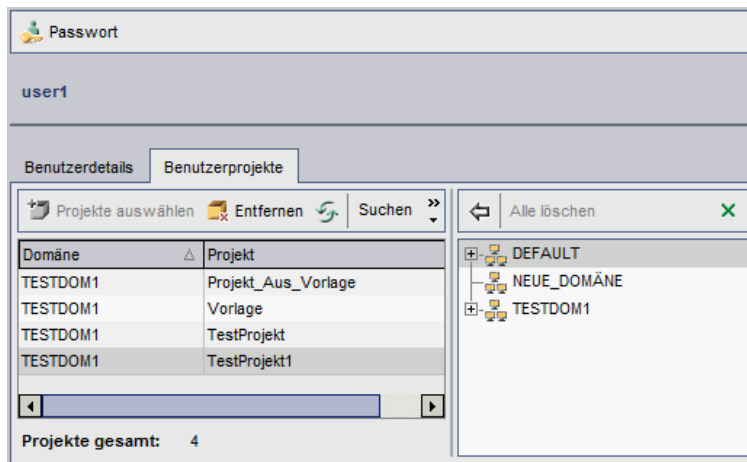 Passwort
user1
Benutzerdetails Benutzerprojekte
Projekte auswählen Entfernen Suchen
Domäne Projekt
TESTDOM1 Projekt_Aus_Vorlage
TESTDOM1 Vorlage
TESTDOM1 TestProjekt
TESTDOM1 TestProjekt1
Projekte gesamt: 4
Alle löschen
DEFAULT
NEUE_DOMÄNE
TESTDOM1